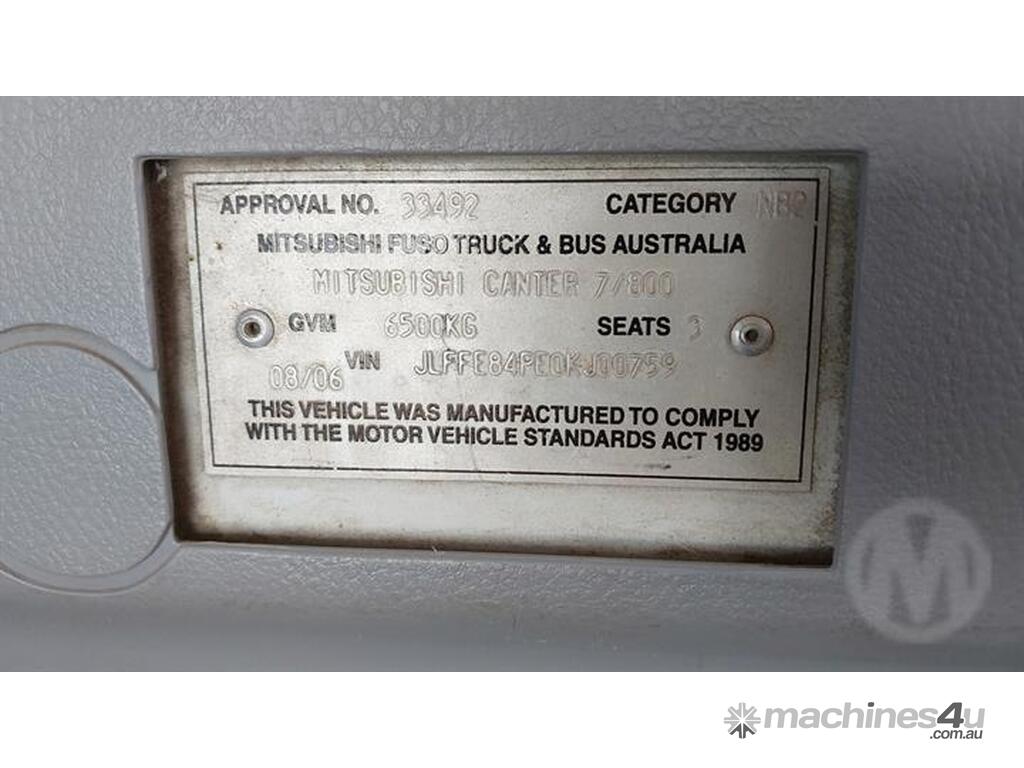 APPROVAL NO. 33492 CATEGORY NB2
MITSUBISHI FUSO TRUCK & BUS AUSTRALIA
MITSUBISHI CANTER 7/800
GVM 6500KG SEATS 3
08/06 VIN JLFFE84PE0KJ00759
THIS VEHICLE WAS MANUFACTURED TO COMPLY
WITH THE MOTOR VEHICLE STANDARDS ACT 1989
M
machines4u
.com.au